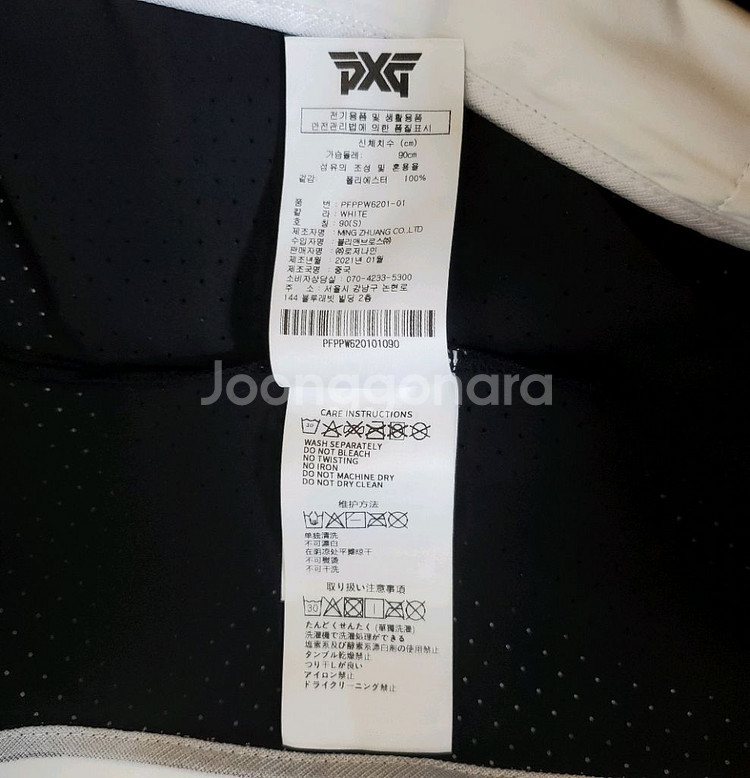 PXG
전기용품 및 생활용품
안전관리법에 의한 품질표시
신체치수 (cm)
가슴둘레: 90cm
섬유의 조성 및 혼용율
겉감: 폴리에스터 100%
품 번 : PFPPW6201-01
칼 라 : WHITE
호 칭 : 90(S)
제조자명 : MING ZHUANG CO.,LTD
수입자명 : 볼리앤브로스㈜
판매자명 : ㈜로저나인
제조년월 : 2021년 01월
제조국명 : 중국
소비자상담실 : 070-4233-5300
주 소 : 서울시 강남구 논현로
144 블루래빗 빌딩 2층
PFPPW620101090
Joonggonara
CARE INSTRUCTIONS
30
WASH SEPARATELY
DO NOT BLEACH
NO TWISTING
NO IRON
DO NOT MACHINE DRY
DO NOT DRY CLEAN
维护方法
单独清洗
不可漂白
在阴凉处平摊晾干
不可熨烫
不可干洗
取り扱い注意事項
30
たんどくせんたく (單獨洗濯)
洗濯機で洗濯処理ができる
塩素系及び酸素系漂白剤の使用禁止
タンブル乾燥禁止
つり干しが良い
アイロン禁止
ドライクリーニング禁止